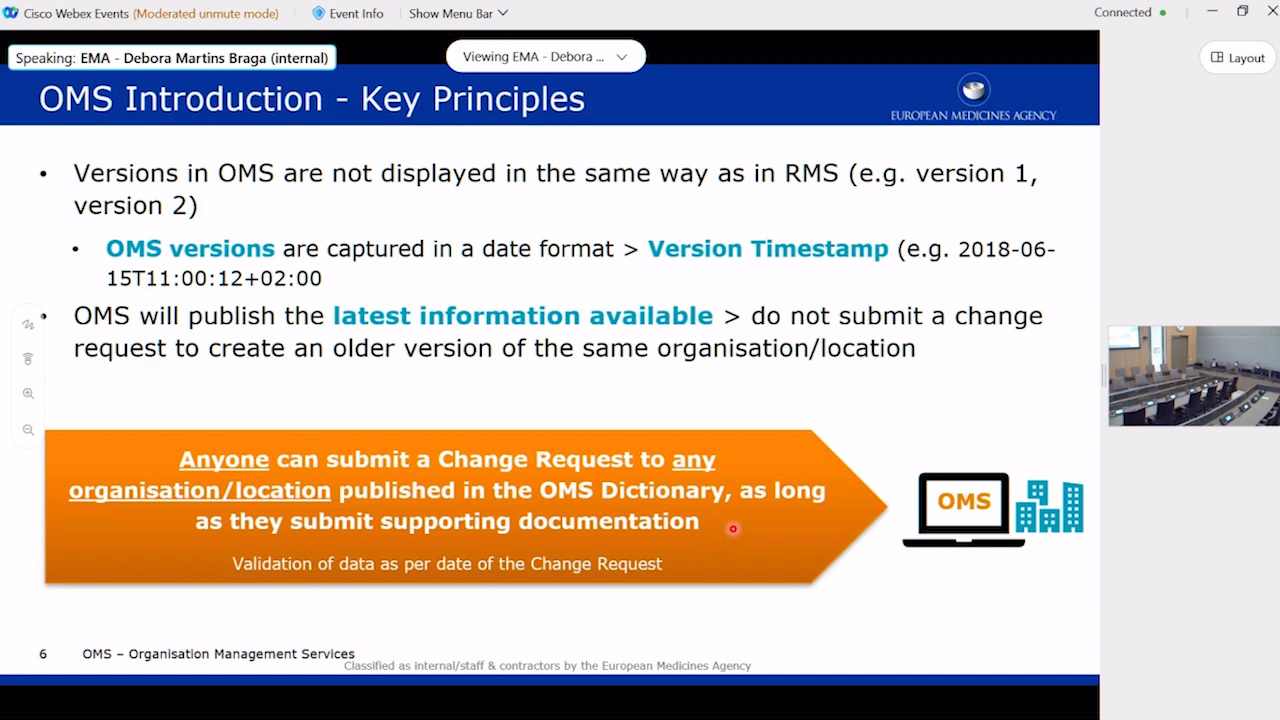 Cisco Webex Events (Moderated unmute mode)
Event Info
Show Menu Bar
Connected
Speaking: EMA - Debora Martins Braga (internal)
Viewing EMA - Debora ...
Layout
OMS Introduction - Key Principles
EUROPEAN MEDICINES AGENCY
• Versions in OMS are not displayed in the same way as in RMS (e.g. version 1,
version 2)
• OMS versions are captured in a date format > Version Timestamp (e.g. 2018-06-
15T11:00:12+02:00
• OMS will publish the latest information available > do not submit a change
request to create an older version of the same organisation/location
Anyone can submit a Change Request to any
organisation/location published in the OMS Dictionary, as long
as they submit supporting documentation
Validation of data as per date of the Change Request
OMS
6 OMS – Organisation Management Services
Classified as internal/staff & contractors by the European Medicines Agency